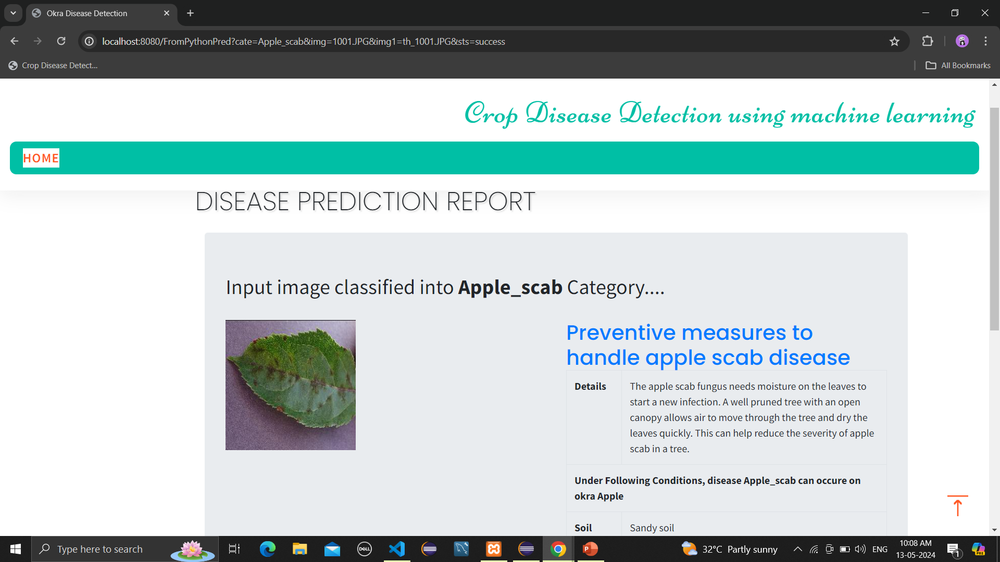 Okra Disease Detection
localhost:8080/FromPythonPred?cate=Apple_scab&img=1001.JPG&img1=th_1001.JPG&sts=success
Crop Disease Detect...
All Bookmarks
Crop Disease Detection using machine learning
HOME
DISEASE PREDICTION REPORT
Input image classified into Apple_scab Category....
Preventive measures to
handle apple scab disease
Details
The apple scab fungus needs moisture on the leaves to
start a new infection. A well pruned tree with an open
canopy allows air to move through the tree and dry the
leaves quickly. This can help reduce the severity of apple
scab in a tree.
Under Following Conditions, disease Apple_scab can occure on
okra Apple
Soil
Sandy soil
Type here to search
DELL
P
32°C Partly sunny
ENG
10:08 AM
13-05-2024
1
PRE